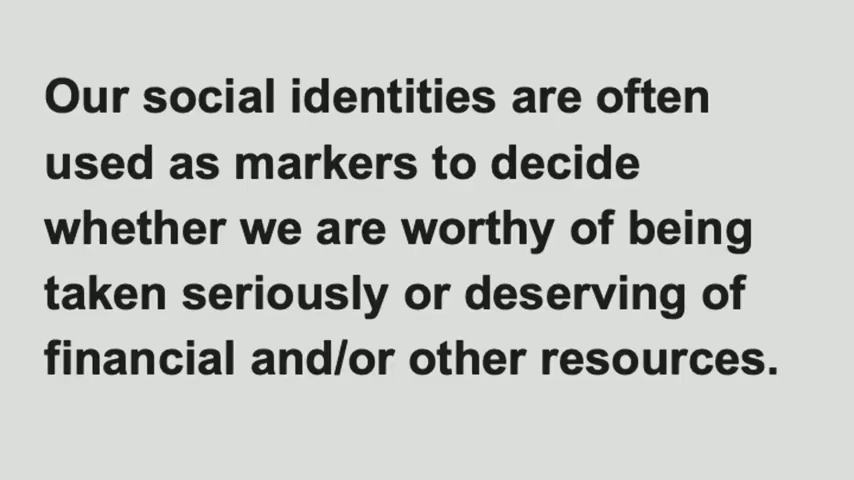 Our social identities are often
used as markers to decide
whether we are worthy of being
taken seriously or deserving of
financial and/or other resources.